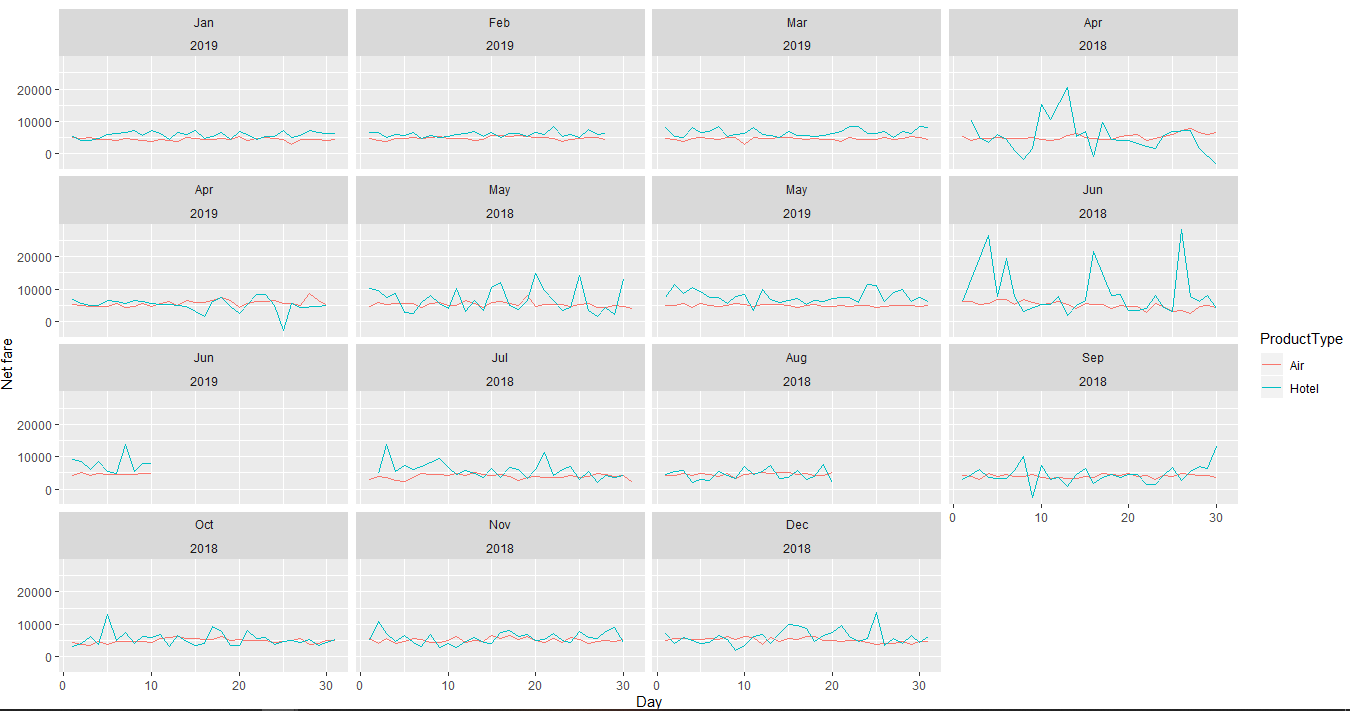 Jan Feb Mar Apr
2019 2019 2019 2018
20000
10000
0
Apr May May Jun
2019 2018 2019 2018
20000
10000
0
Net fare
ProductType
Air
Hotel
Jun Jul Aug Sep
2019 2018 2018 2018
20000
10000
0
0 10 20 30
Oct Nov Dec
2018 2018 2018
20000
10000
0
0 10 20 30 0 10 20 30 0 10 20 30
Day